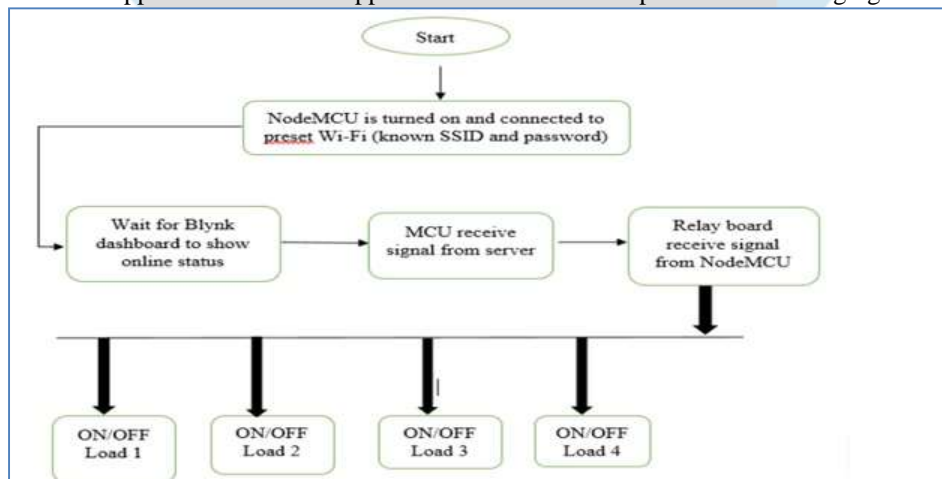 Start
NodeMCU is turned on and connected to
preset Wi-Fi (known SSID and password)
Wait for Blynk
dashboard to show
online status
MCU receive
signal from server
Relay board
receive signal
from NodeMCU
ON/OFF
Load 1
ON/OFF
Load 2
ON/OFF
Load 3
ON/OFF
Load 4